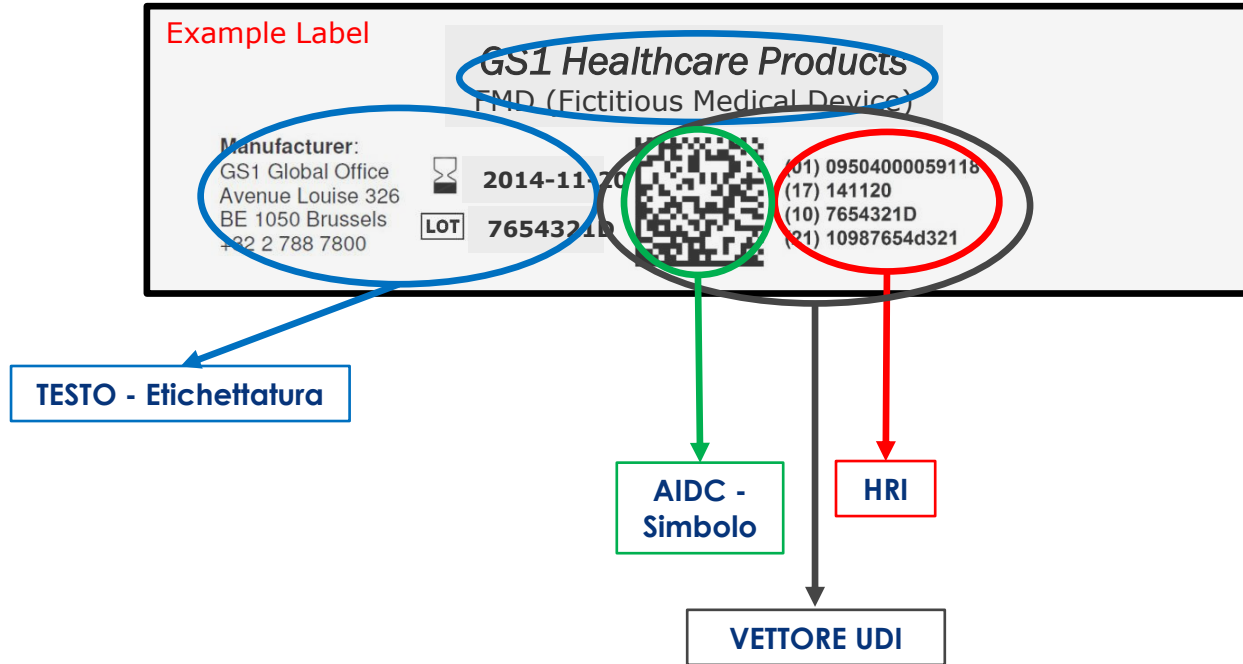 Example Label
GS1 Healthcare Products
FMD (Fictitious Medical Device)
Manufacturer:
GS1 Global Office
Avenue Louise 326
BE 1050 Brussels
+32 2 788 7800
2014-11-20
LOT 7654321D
(01) 09504000059118
(17) 141120
(10) 7654321D
(21) 10987654d321
TESTO - Etichettatura
AIDC -
Simbolo
HRI
VETTORE UDI